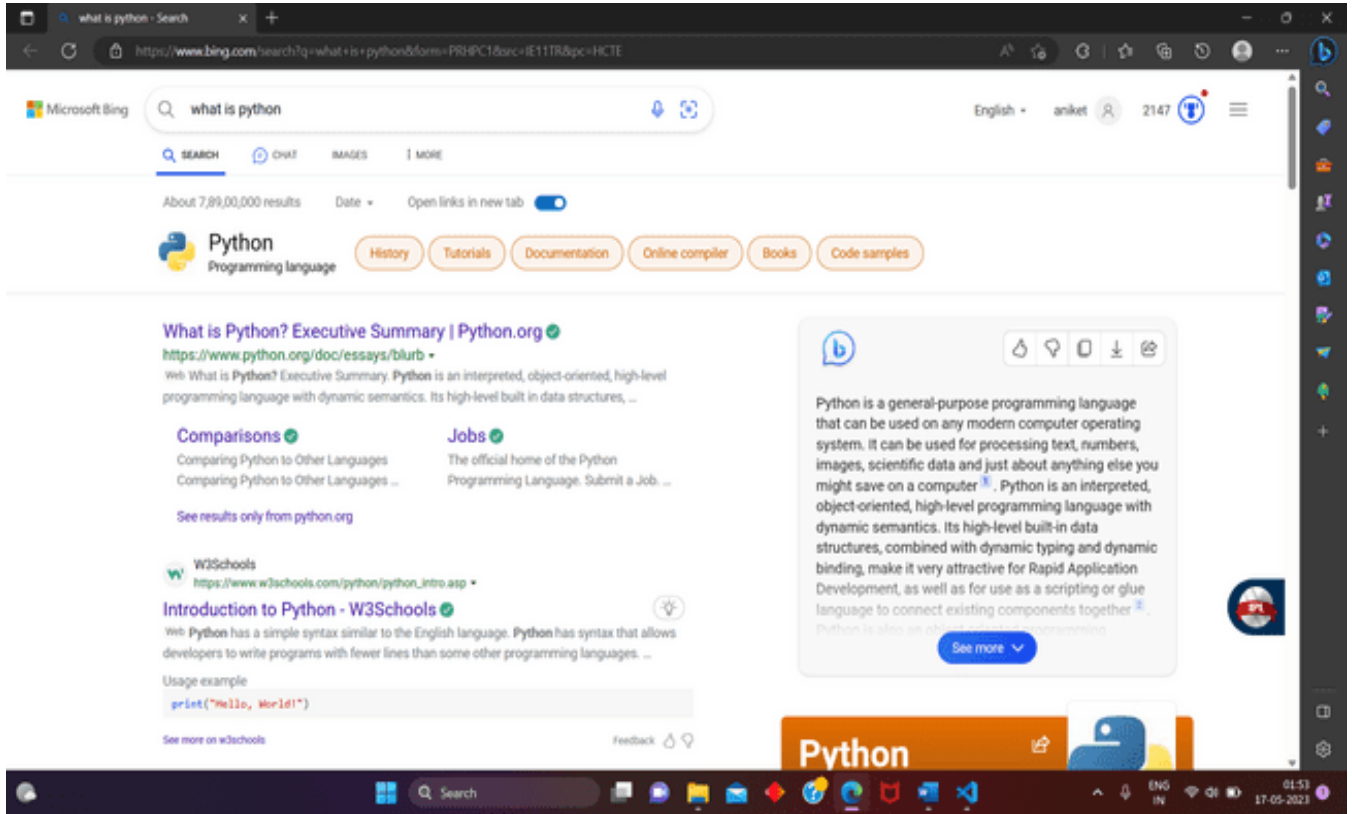 what is python - Search
https://www.bing.com/search?q=what+is+python&form=PRHPC1&src=IE11TR&pc=HCTE
Microsoft Bing
what is python
English
aniket
2147
SEARCH
CHAT
IMAGES
MORE
About 7,89,00,000 results
Date
Open links in new tab
Python
Programming language
History
Tutorials
Documentation
Online compiler
Books
Code samples
What is Python? Executive Summary | Python.org
https://www.python.org/doc/essays/blurb
Web What is Python? Executive Summary. Python is an interpreted, object-oriented, high-level
programming language with dynamic semantics. Its high-level built in data structures, ...
Comparisons
Comparing Python to Other Languages
Comparing Python to Other Languages ...
Jobs
The official home of the Python
Programming Language. Submit a Job. ...
See results only from python.org
W3Schools
https://www.w3schools.com/python/python_intro.asp
Introduction to Python - W3Schools
Web Python has a simple syntax similar to the English language. Python has syntax that allows
developers to write programs with fewer lines than some other programming languages. ...
Usage example
print("Hello, World!")
See more on w3schools
Feedback
Python is a general-purpose programming language
that can be used on any modern computer operating
system. It can be used for processing text, numbers,
images, scientific data and just about anything else you
might save on a computer 1 . Python is an interpreted,
object-oriented, high-level programming language with
dynamic semantics. Its high-level built-in data
structures, combined with dynamic typing and dynamic
binding, make it very attractive for Rapid Application
Development, as well as for use as a scripting or glue
language to connect existing components together 2 .
Python is also an object-oriented programming
See more
Python
Search
ENG
IN
01:53
17-05-2023